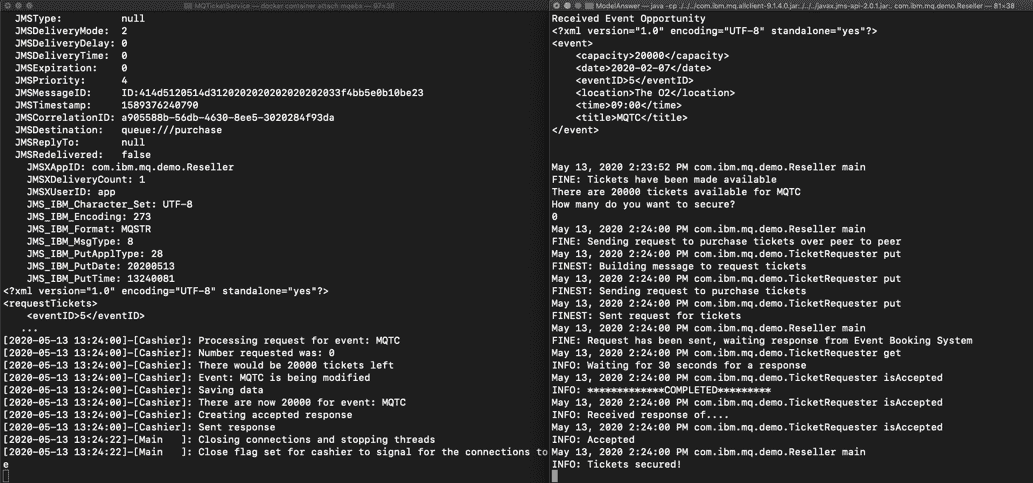 MQTicketService — docker container attach mqebs — 97×38
JMSType: null
JMSDeliveryMode: 2
JMSDeliveryDelay: 0
JMSDeliveryTime: 0
JMSExpiration: 0
JMSPriority: 4
JMSMessageID: ID:414d5120514d3120202020202020202033f4bb5e0b10be23
JMSTimestamp: 1589376240790
JMSCorrelationID: a905588b-56db-4630-8ee5-3020284f93da
JMSDestination: queue:///purchase
JMSReplyTo: null
JMSRedelivered: false
JMSXAppID: com.ibm.mq.demo.Reseller
JMSXDeliveryCount: 1
JMSXUserID: app
JMS_IBM_Character_Set: UTF-8
JMS_IBM_Encoding: 273
JMS_IBM_Format: MQSTR
JMS_IBM_MsgType: 8
JMS_IBM_PutApplType: 28
JMS_IBM_PutDate: 20200513
JMS_IBM_PutTime: 13240081
<?xml version="1.0" encoding="UTF-8" standalone="yes"?>
<requestTickets>
<eventID>5</eventID>
...
[2020-05-13 13:24:00]-[Cashier]: Processing request for event: MQTC
[2020-05-13 13:24:00]-[Cashier]: Number requested was: 0
[2020-05-13 13:24:00]-[Cashier]: There would be 20000 tickets left
[2020-05-13 13:24:00]-[Cashier]: Event: MQTC is being modified
[2020-05-13 13:24:00]-[Cashier]: Saving data
[2020-05-13 13:24:00]-[Cashier]: There are now 20000 for event: MQTC
[2020-05-13 13:24:00]-[Cashier]: Creating accepted response
[2020-05-13 13:24:00]-[Cashier]: Sent response
[2020-05-13 13:24:22]-[Main   ]: Closing connections and stopping threads
[2020-05-13 13:24:22]-[Main   ]: Close flag set for cashier to signal for the connections to
e
ModelAnswer — java -cp ./../../com.ibm.mq.allclient-9.1.4.0.jar:./../../javax.jms-api-2.0.1.jar:. com.ibm.mq.demo.Reseller — 81×38
Received Event Opportunity
<?xml version="1.0" encoding="UTF-8" standalone="yes"?>
<event>
<capacity>20000</capacity>
<date>2020-02-07</date>
<eventID>5</eventID>
<location>The O2</location>
<time>09:00</time>
<title>MQTC</title>
</event>
May 13, 2020 2:23:52 PM com.ibm.mq.demo.Reseller main
FINE: Tickets have been made available
There are 20000 tickets available for MQTC
How many do you want to secure?
0
May 13, 2020 2:24:00 PM com.ibm.mq.demo.Reseller main
FINE: Sending request to purchase tickets over peer to peer
May 13, 2020 2:24:00 PM com.ibm.mq.demo.TicketRequester put
FINEST: Building message to request tickets
May 13, 2020 2:24:00 PM com.ibm.mq.demo.TicketRequester put
FINEST: Sending request to purchase tickets
May 13, 2020 2:24:00 PM com.ibm.mq.demo.TicketRequester put
FINEST: Sent request for tickets
May 13, 2020 2:24:00 PM com.ibm.mq.demo.Reseller main
FINE: Request has been sent, waiting response from Event Booking System
May 13, 2020 2:24:00 PM com.ibm.mq.demo.TicketRequester get
INFO: Waiting for 30 seconds for a response
May 13, 2020 2:24:00 PM com.ibm.mq.demo.TicketRequester isAccepted
INFO: *************COMPLETED*********
May 13, 2020 2:24:00 PM com.ibm.mq.demo.TicketRequester isAccepted
INFO: Received response of....
May 13, 2020 2:24:00 PM com.ibm.mq.demo.TicketRequester isAccepted
INFO: Accepted
May 13, 2020 2:24:00 PM com.ibm.mq.demo.Reseller main
INFO: Tickets secured!